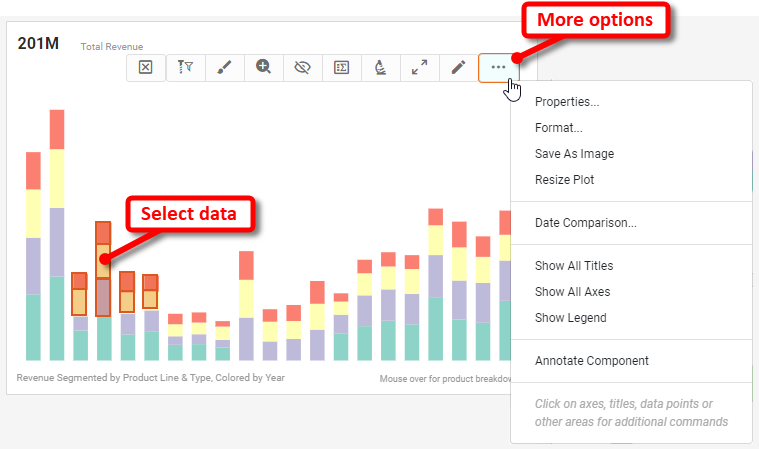 More options
201M
Total Revenue
Properties...
Format...
Save As Image
Resize Plot
Select data
Date Comparison...
Show All Titles
Show All Axes
Show Legend
Annotate Component
Revenue Segmented by Product Line & Type, Colored by Year
Mouse over for product breakdow
Click on axes, titles, data points or
other areas for additional commands